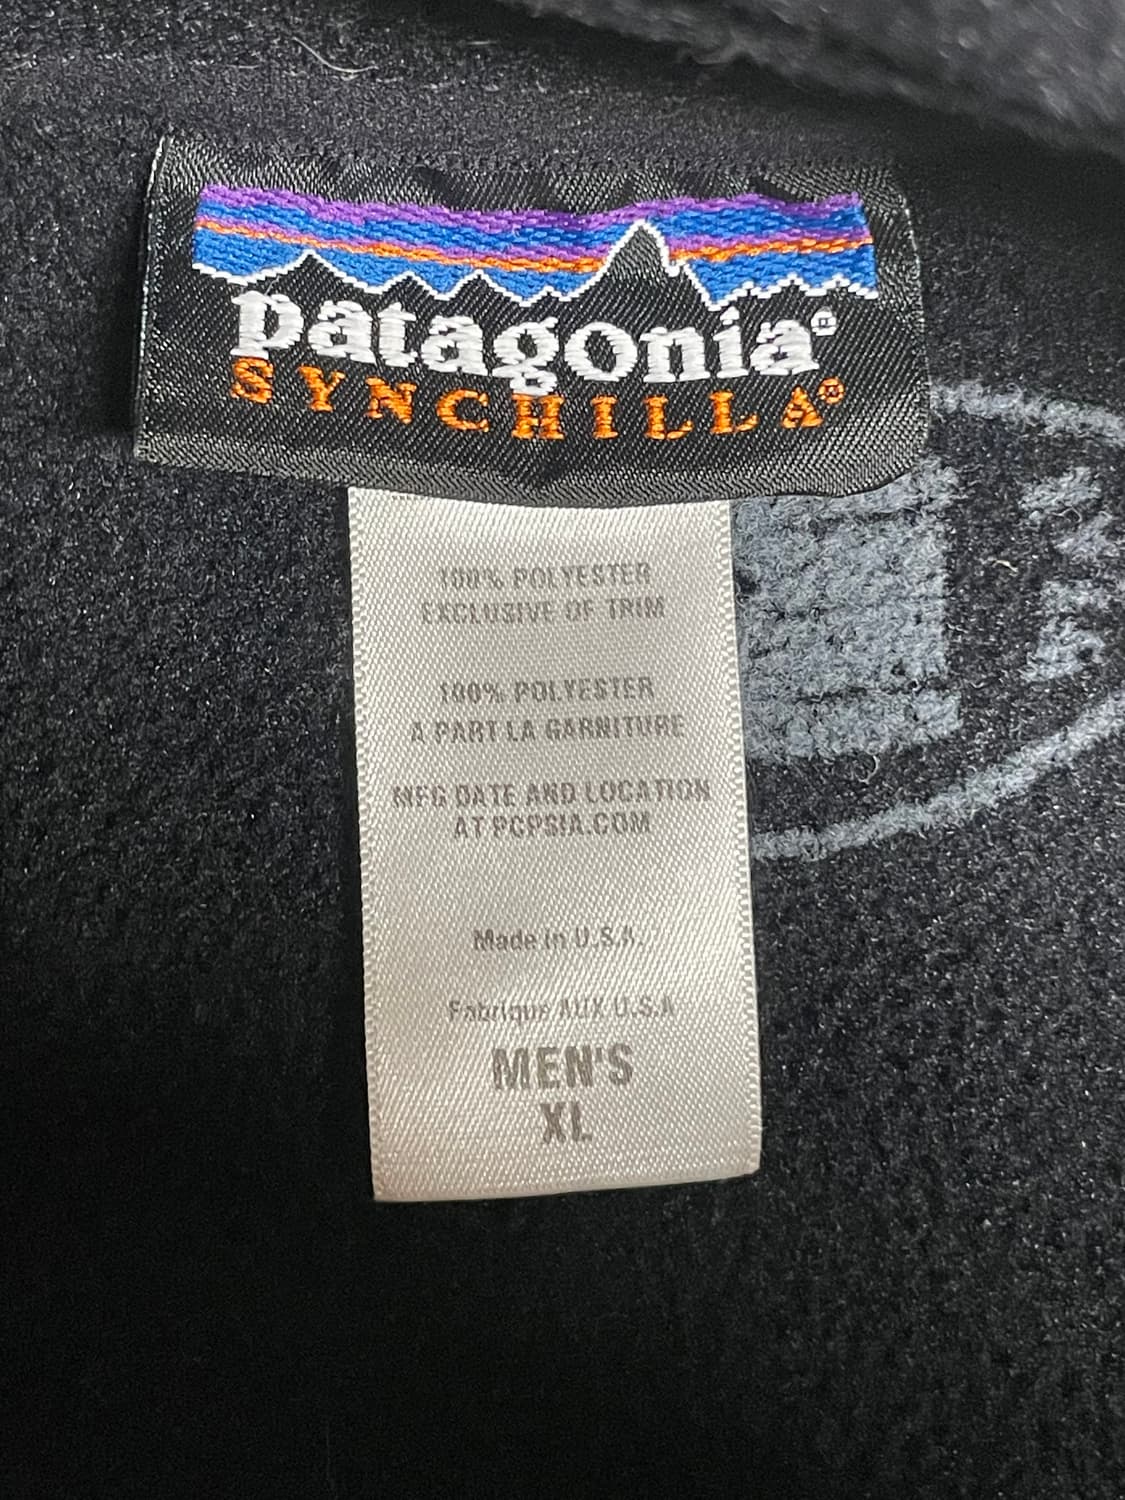 patagonia®
SYNCHILLA®
100% POLYESTER
EXCLUSIVE OF TRIM
100% POLYESTER
A PART LA GARNITURE
MFG DATE AND LOCATION
AT PCPSIA.COM
Made in U.S.A.
Fabrique AUX U.S.A
MEN'S
XL